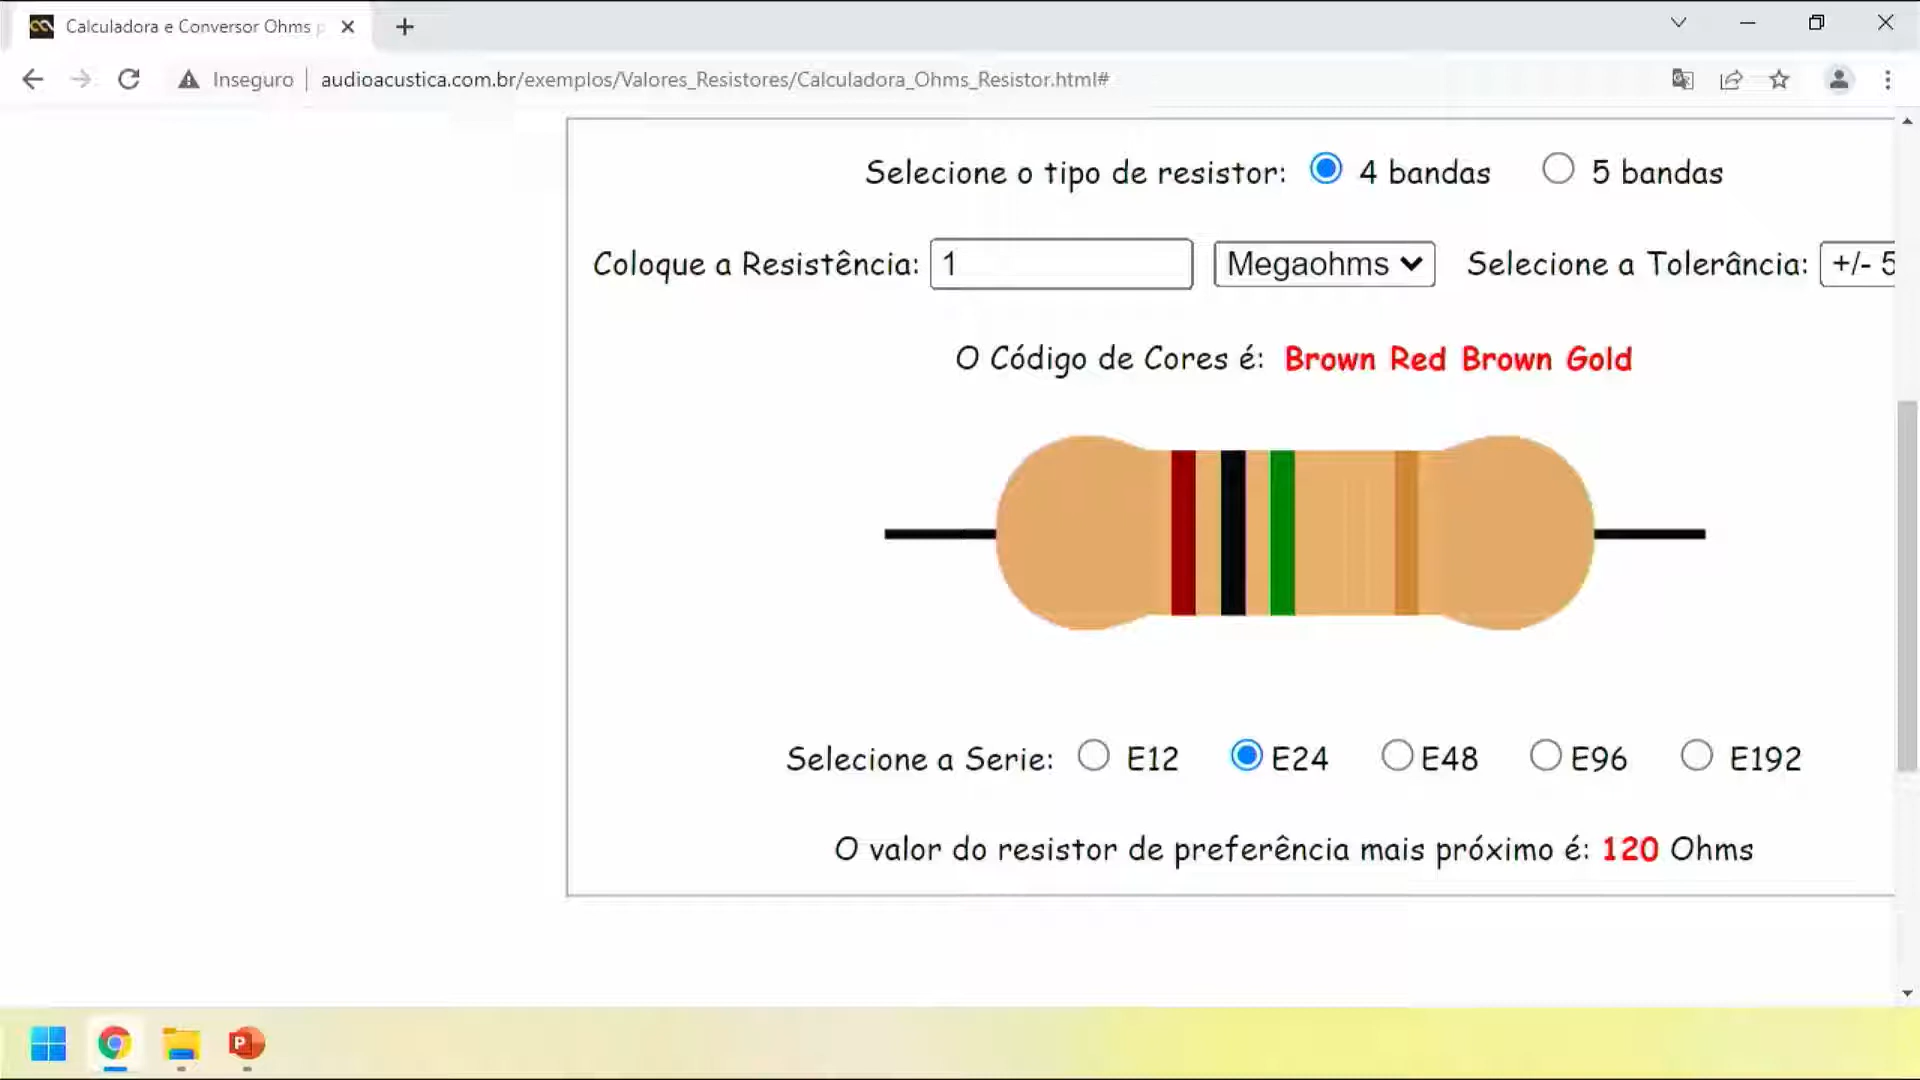 Calculadora e Conversor Ohms p
Inseguro audioacustica.com.br/exemplos/Valores_Resistores/Calculadora_Ohms_Resistor.html#
Selecione o tipo de resistor: 4 bandas 5 bandas
Coloque a Resistência: 1 Megaohms Selecione a Tolerância: +/- 5
O Código de Cores é: Brown Red Brown Gold
Selecione a Serie: E12 E24 E48 E96 E192
O valor do resistor de preferência mais próximo é: 120 Ohms